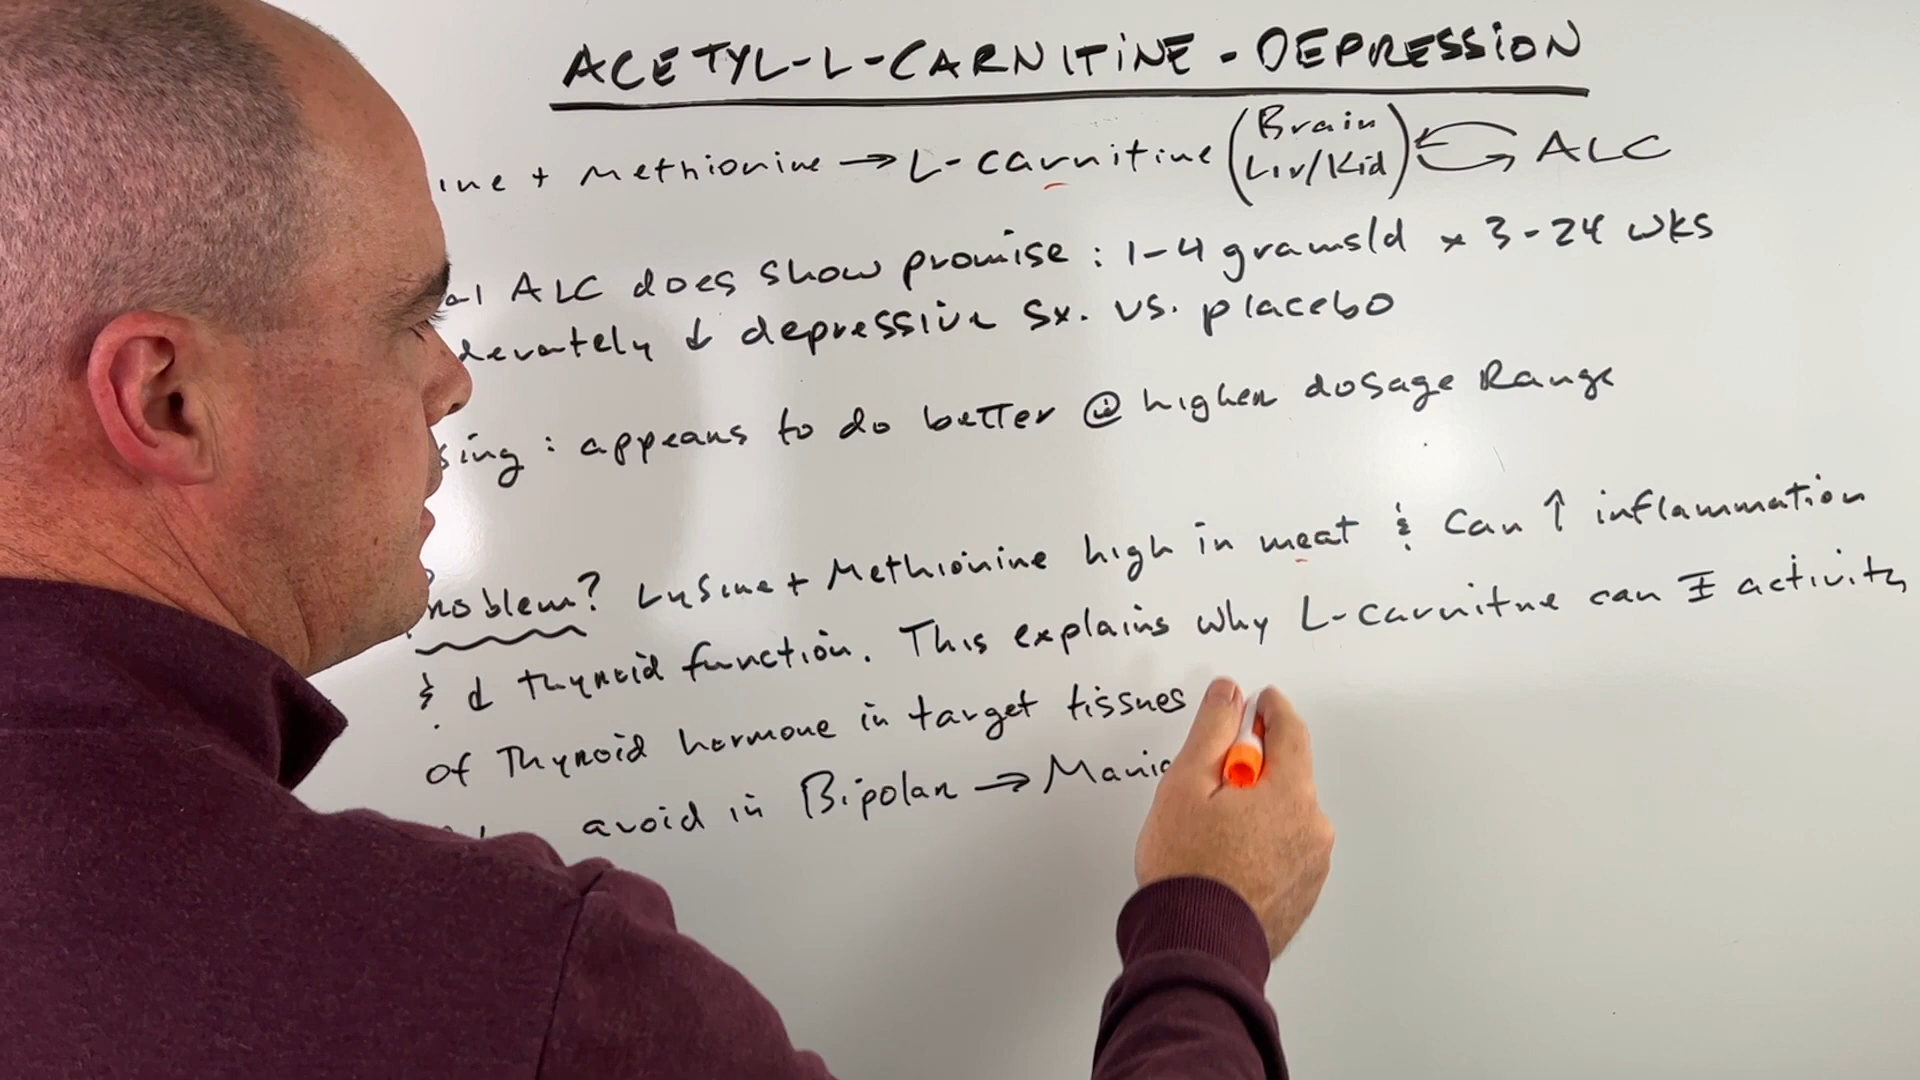 ACETYL-L-CARNITINE - DEPRESSION
ine + Methionine → L-carnitine (Brain Liv/Kid) ⇄ ALC
al ALC does show promise : 1-4 grams/d x 3-24 wks
derately ↓ depressive Sx. vs. placebo
sing : appears to do better @ higher dosage Range
Problem? Lysine + Methionine high in meat & Can ↑ inflammation
& ↓ thyroid function. This explains why L-carnitne can I activity
of Thyroid hormone in target tissues
avoid in Bipolar → Mania